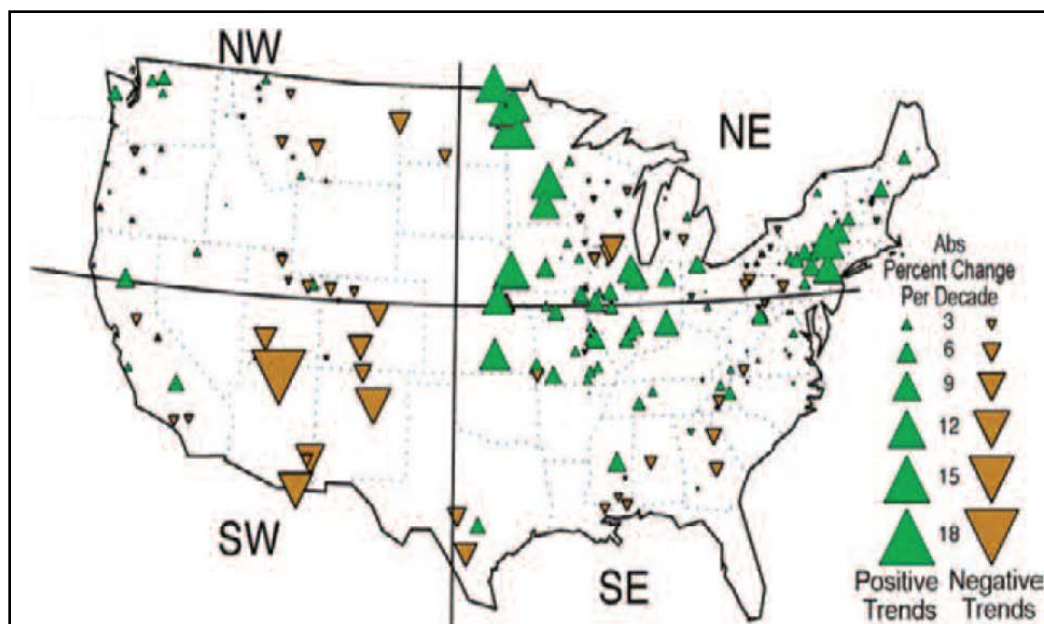 NW
NE
Abs
Percent Change
Per Decade
3
6
9
12
15
18
SW
SE
Positive Negative
Trends Trends